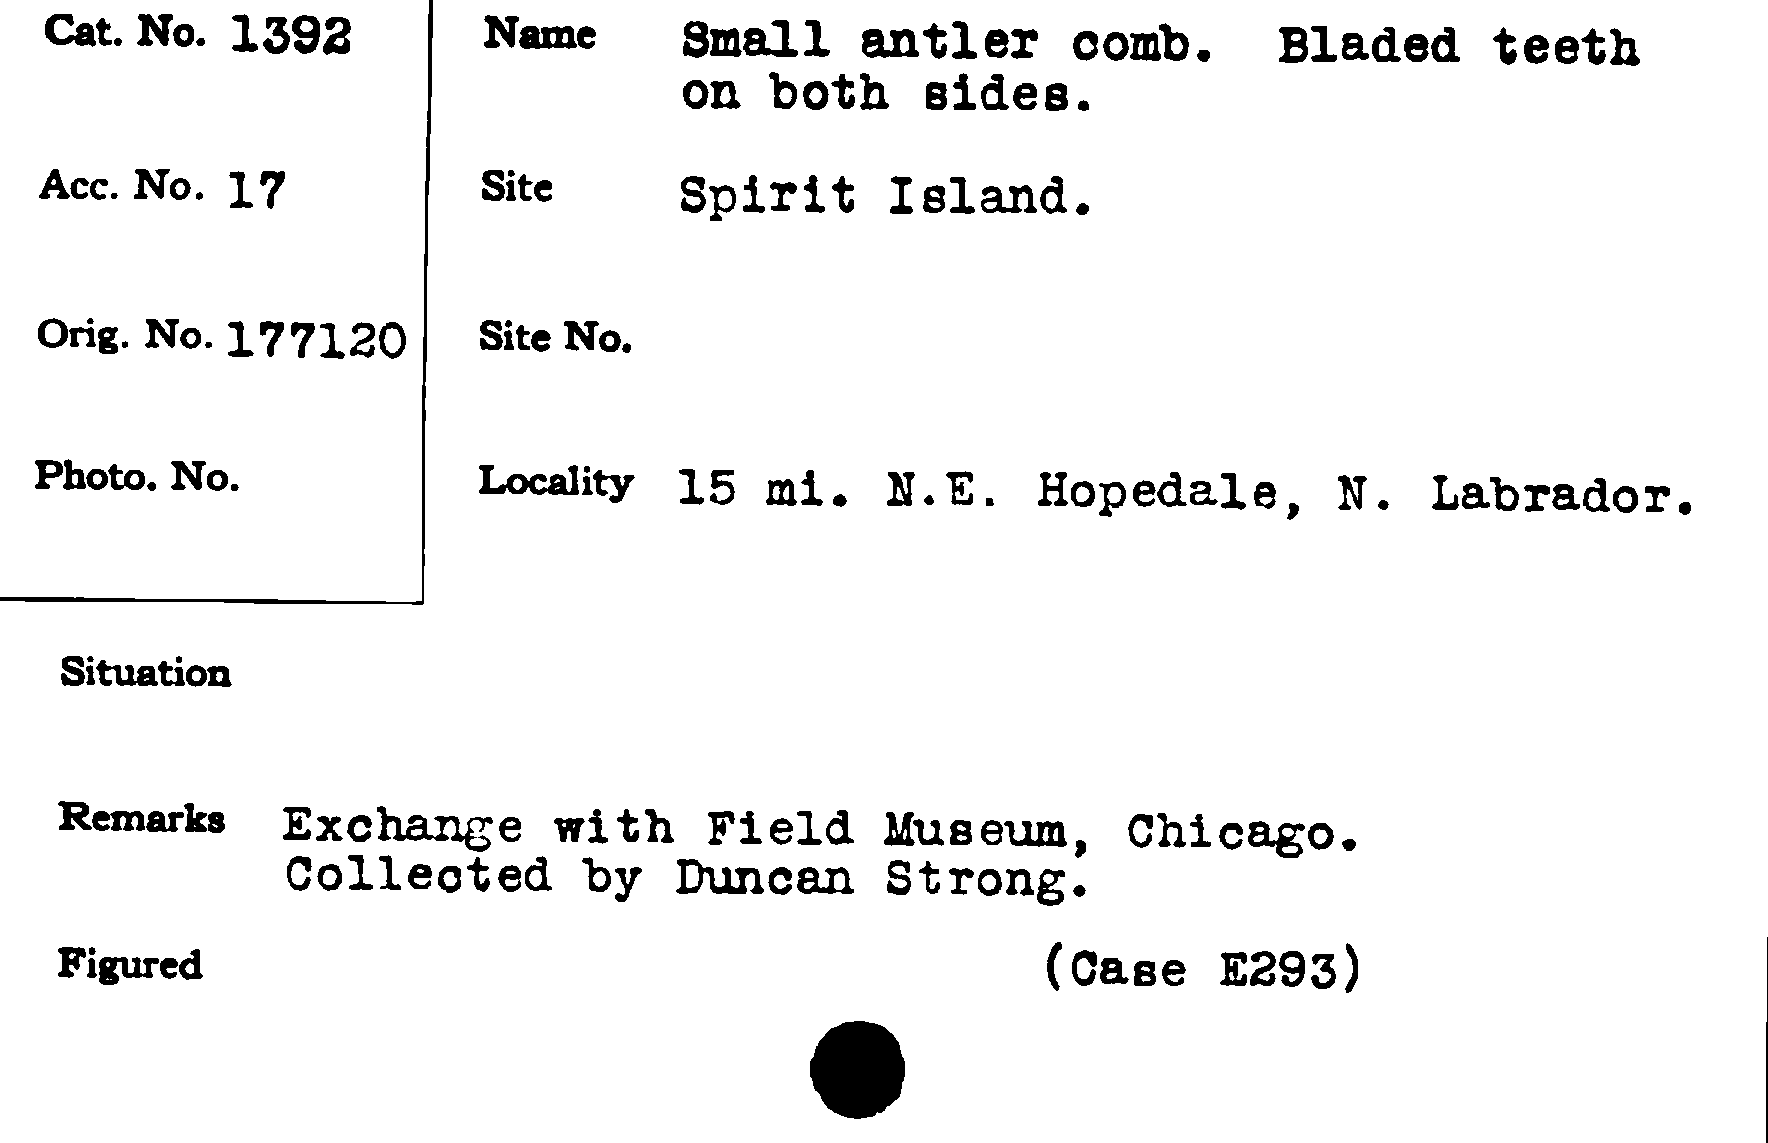 Cat. No. 1392
Name Small antler comb. Bladed teeth
on both sides.
Acc. No. 17
Site Spirit Island.
Orig. No. 177120
Site No.
Photo. No.
Locality 15 mi. N.E. Hopedale, N. Labrador.
Situation
Remarks Exchange with Field Museum, Chicago.
Collected by Duncan Strong.
Figured (Case E293)